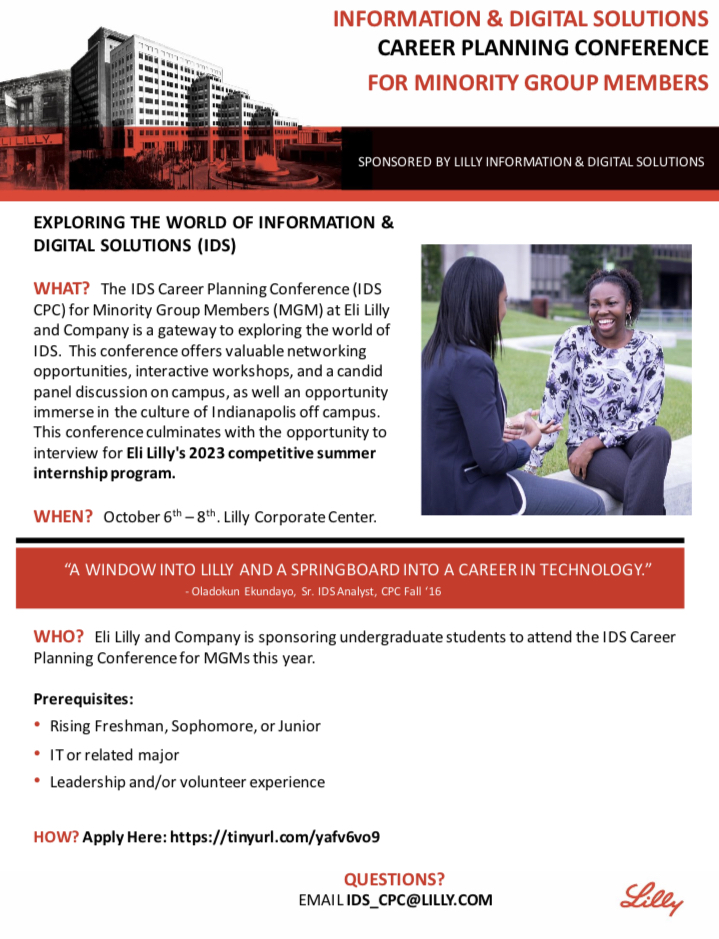 INFORMATION & DIGITAL SOLUTIONS
CAREER PLANNING CONFERENCE
FOR MINORITY GROUP MEMBERS
LILLY.
SPONSORED BY LILLY INFORMATION & DIGITAL SOLUTIONS
EXPLORING THE WORLD OF INFORMATION &
DIGITAL SOLUTIONS (IDS)
WHAT? The IDS Career Planning Conference (IDS
CPC) for Minority Group Members (MGM) at Eli Lilly
and Company is a gateway to exploring the world of
IDS. This conference offers valuable networking
opportunities, interactive workshops, and a candid
panel discussion on campus, as well an opportunity
immerse in the culture of Indianapolis off campus.
This conference culminates with the opportunity to
interview for Eli Lilly's 2023 competitive summer
internship program.
WHEN? October 6th – 8th. Lilly Corporate Center.
“A WINDOW INTO LILLY AND A SPRINGBOARD INTO A CAREER IN TECHNOLOGY.”
- Oladokun Ekundayo, Sr. IDS Analyst, CPC Fall ‘16
WHO? Eli Lilly and Company is sponsoring undergraduate students to attend the IDS Career
Planning Conference for MGMs this year.
Prerequisites:
• Rising Freshman, Sophomore, or Junior
• IT or related major
• Leadership and/or volunteer experience
HOW? Apply Here: https://tinyurl.com/yafv6vo9
QUESTIONS?
EMAIL IDS_CPC@LILLY.COM
Lilly